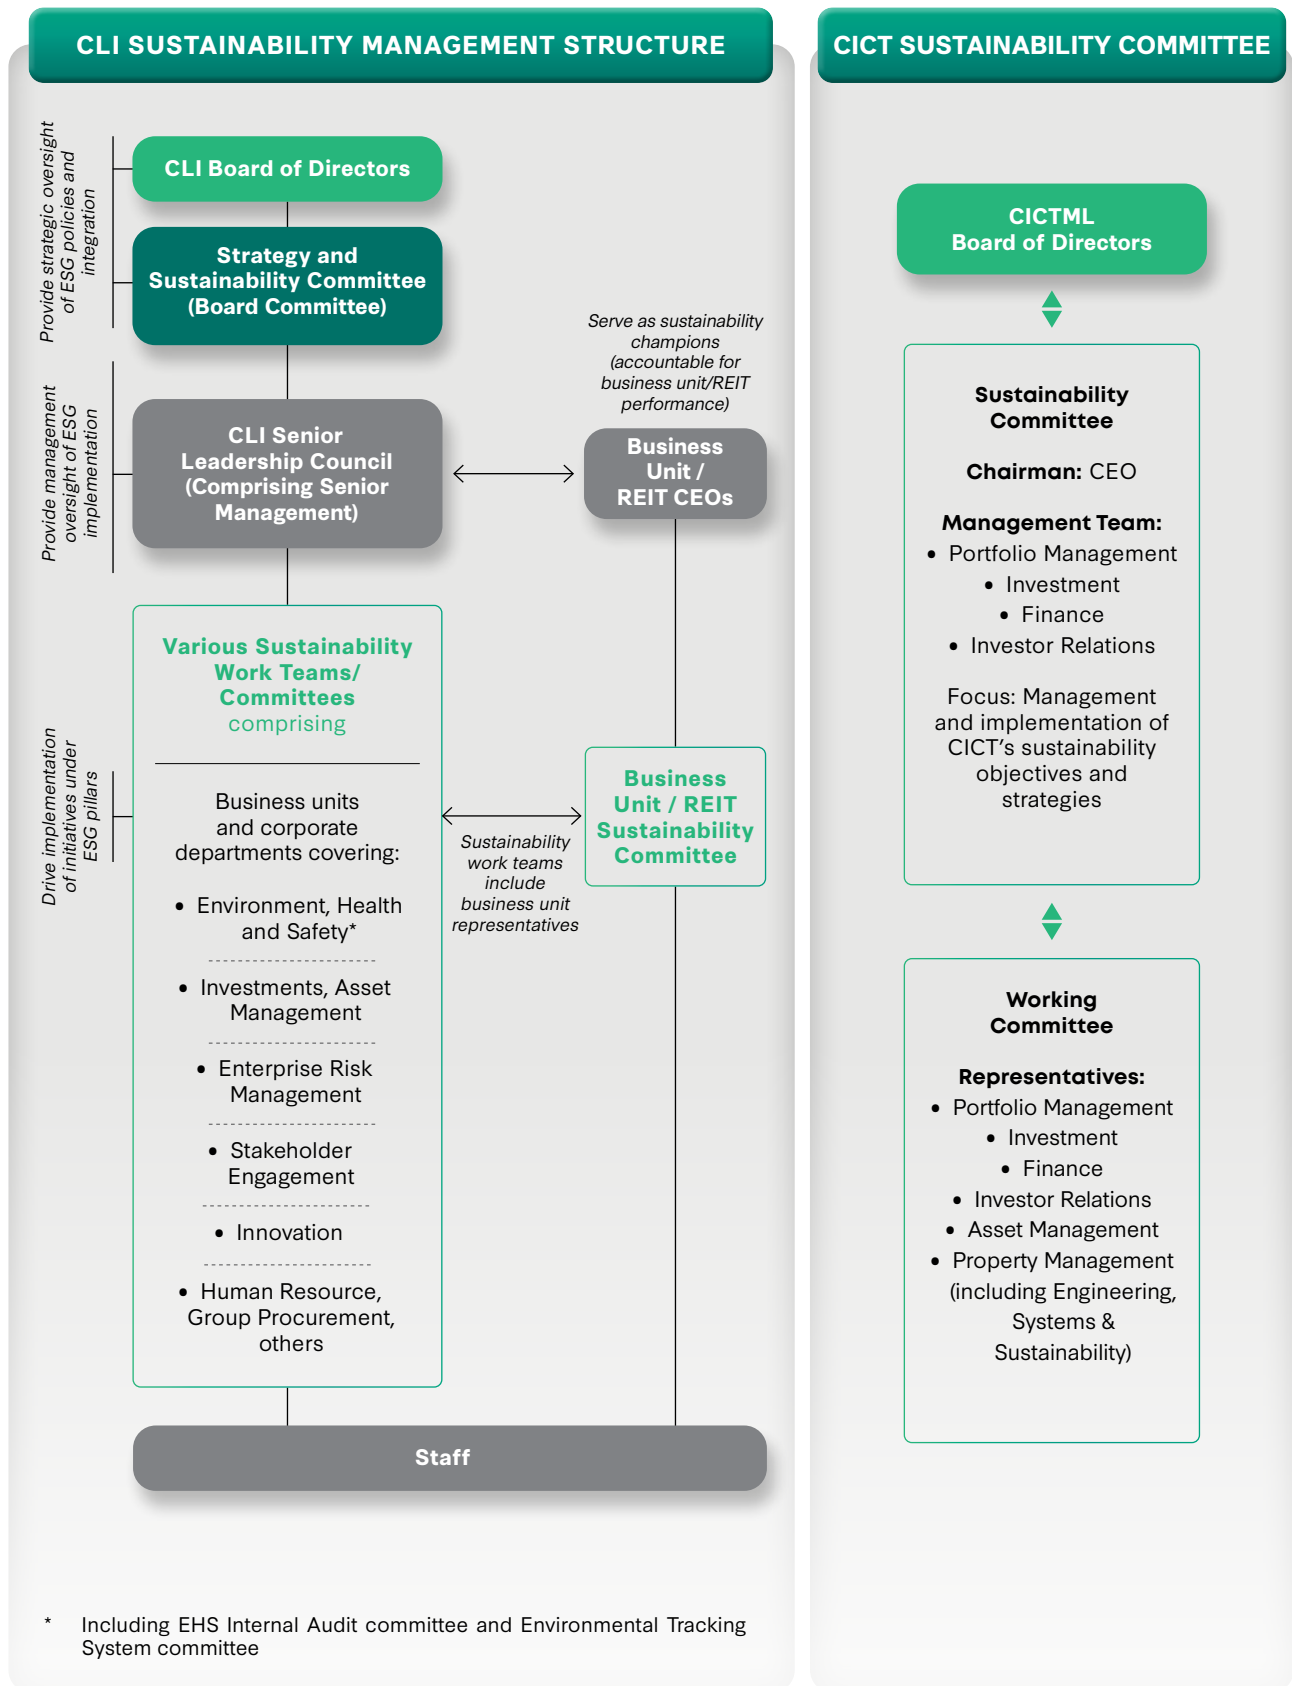 CLI SUSTAINABILITY MANAGEMENT STRUCTURE
Provide strategic oversight
of ESG policies and
integration
CLI Board of Directors
Strategy and
Sustainability Committee
(Board Committee)
Provide management
oversight of ESG
implementation
CLI Senior
Leadership Council
(Comprising Senior
Management)
Serve as sustainability
champions
(accountable for
business unit/REIT
performance)
Business
Unit /
REIT CEOs
Drive implementation
of initiatives under
ESG pillars
Various Sustainability
Work Teams/
Committees
comprising
Business units
and corporate
departments covering:
• Environment, Health
and Safety*
• Investments, Asset
Management
• Enterprise Risk
Management
• Stakeholder
Engagement
• Innovation
• Human Resource,
Group Procurement,
others
Sustainability
work teams
include
business unit
representatives
Business
Unit / REIT
Sustainability
Committee
Staff
* Including EHS Internal Audit committee and Environmental Tracking
System committee
CICT SUSTAINABILITY COMMITTEE
CICTML
Board of Directors
Sustainability
Committee
Chairman: CEO
Management Team:
• Portfolio Management
• Investment
• Finance
• Investor Relations
Focus: Management
and implementation of
CICT’s sustainability
objectives and
strategies
Working
Committee
Representatives:
• Portfolio Management
• Investment
• Finance
• Investor Relations
• Asset Management
• Property Management
(including Engineering,
Systems &
Sustainability)